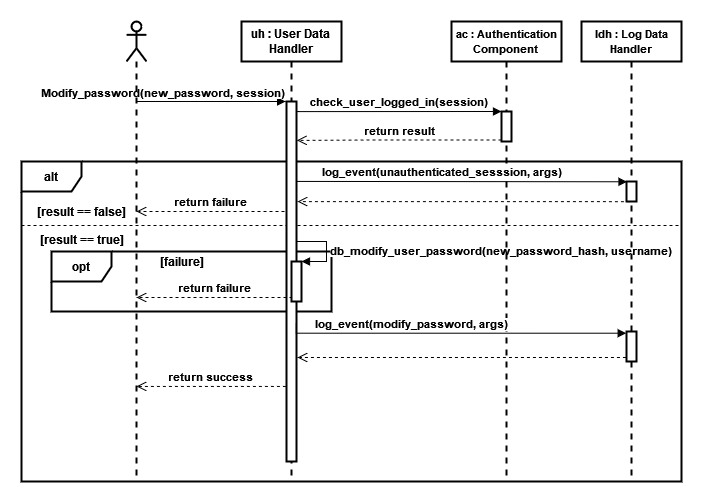 uh : User Data
Handler
ac : Authentication
Component
ldh : Log Data
Handler
Modify_password(new_password, session)
check_user_logged_in(session)
return result
alt
log_event(unauthenticated_sesssion, args)
return failure
[result == false]
[result == true]
db_modify_user_password(new_password_hash, username)
opt
[failure]
return failure
log_event(modify_password, args)
return success